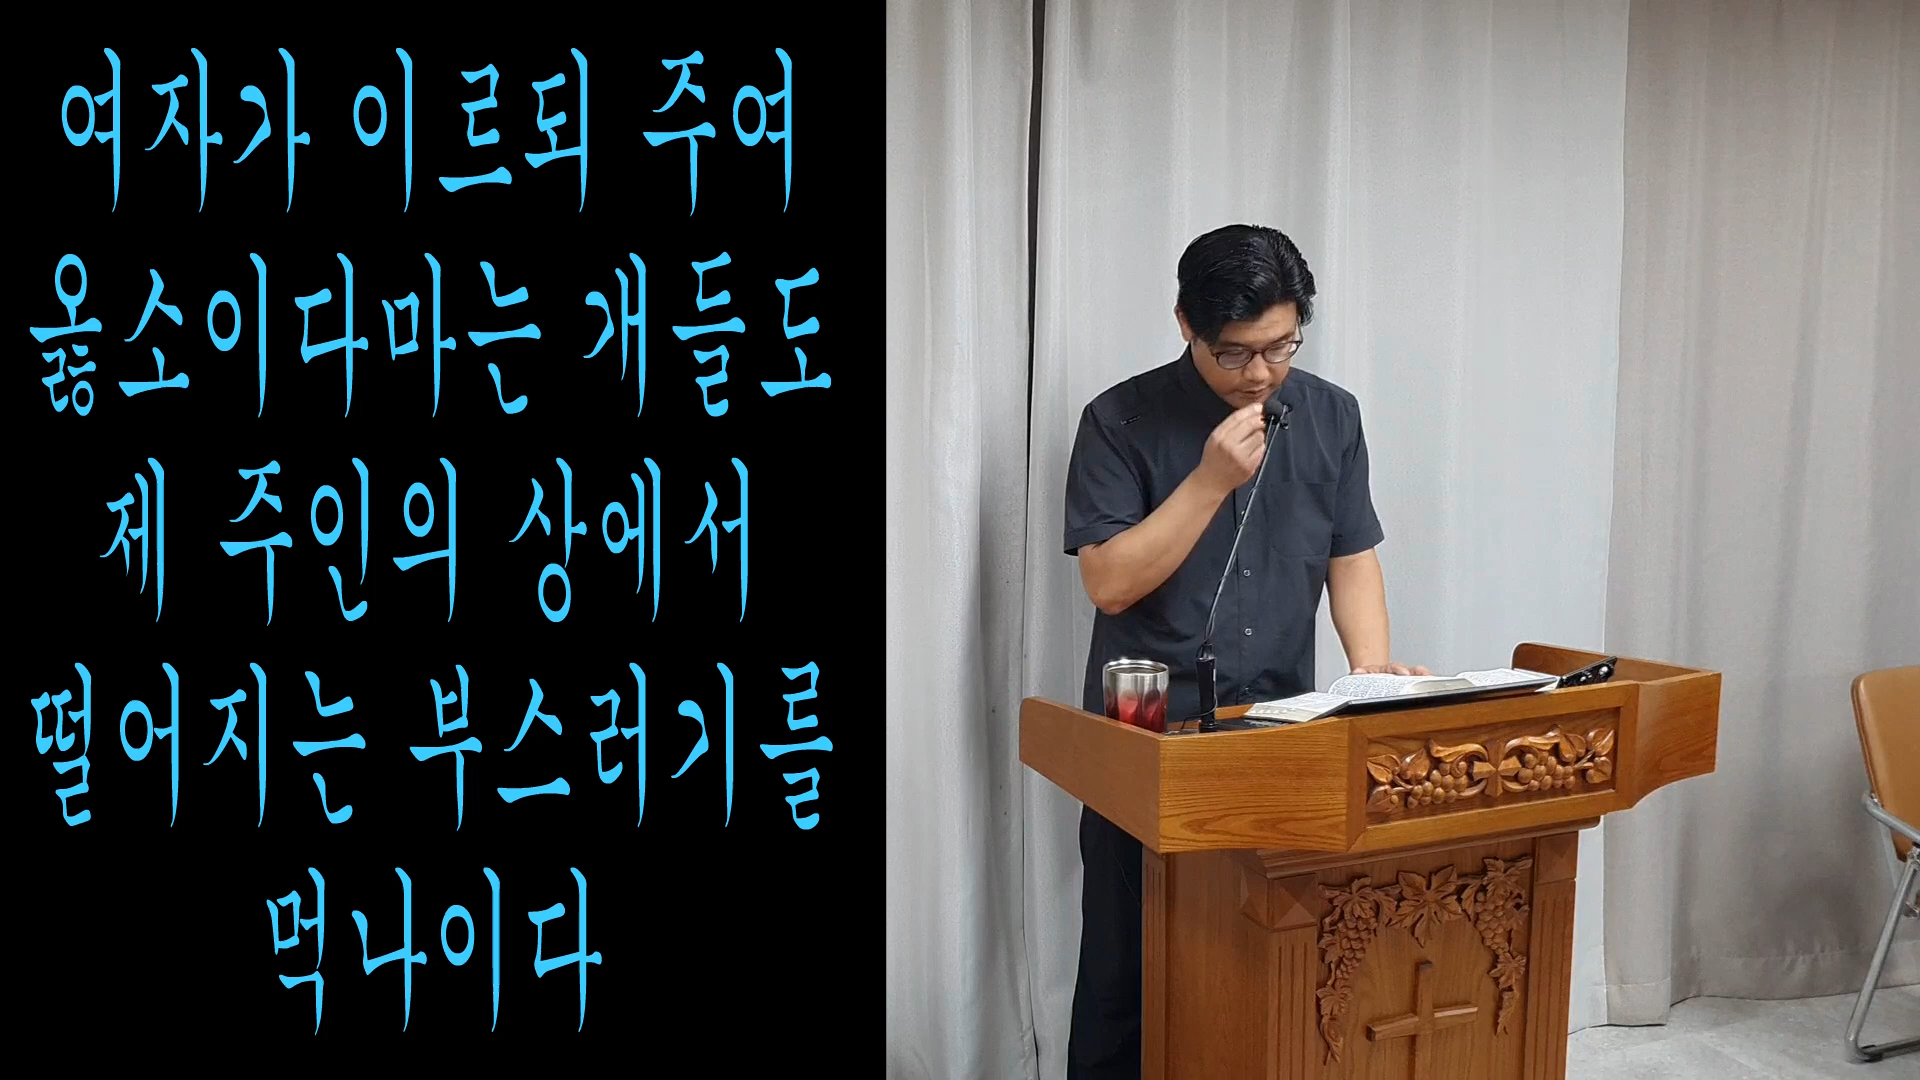 여자가 이르되 주여
옳소이다마는 개들도
제 주인의 상에서
떨어지는 부스러기를
먹나이다